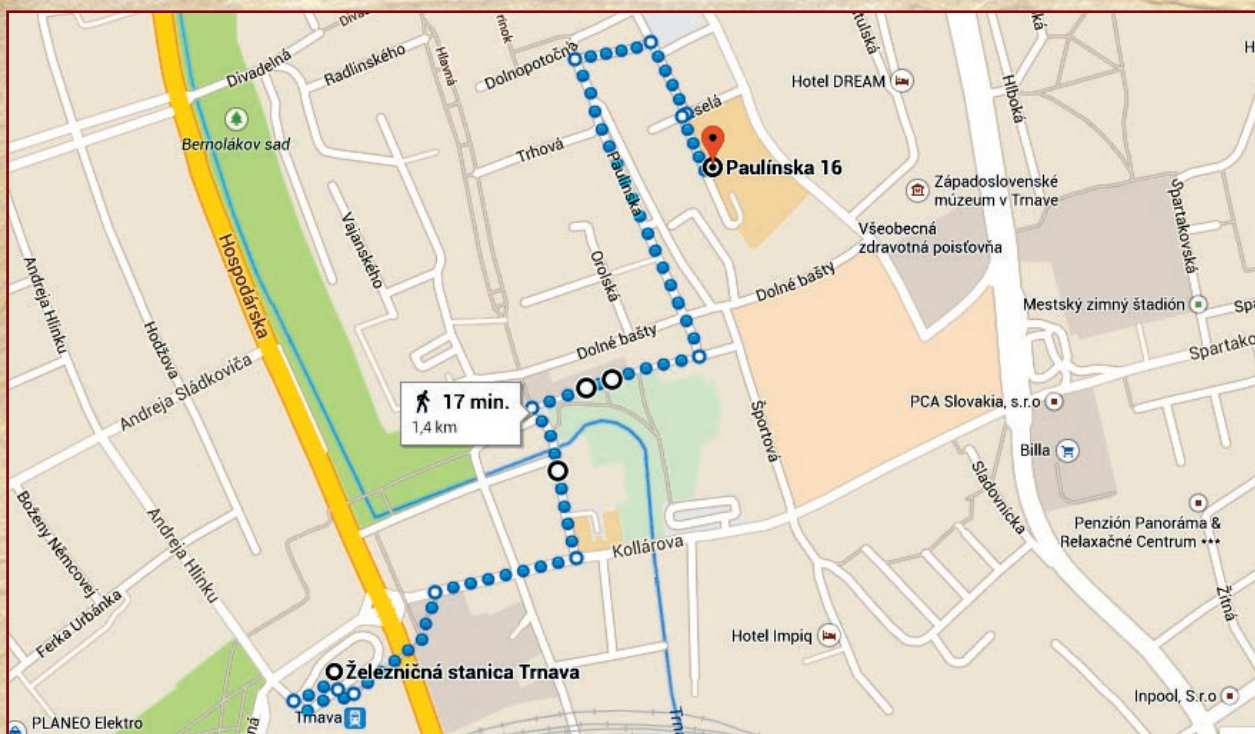 Divadelná
Radlinského
Hlavná
Dolnopotočná
Hotel DREAM
Hlboká
Bernolákov sad
Trhová
Paulínska
Paulínska 16
Západoslovenské
múzeum v Trnave
Všeobecná
zdravotná poisťovňa
Spartakovská
Andreja Hlinku
Hodžova
Vajanského
Hospodárska
Orolská
Dolné bašty
Dolné bašty
Mestský zimný štadión
Andreja Sládkoviča
17 min.
1,4 km
Športová
PCA Slovakia, s.r.o
Billa
Sladovnícka
Boženy Němcovej
Andreja Hlinku
Kollárova
Penzión Panoráma &
Relaxačné Centrum ***
Ferka Urbánka
Žitná
Hotel Impiq
Železničná stanica Trnava
Inpool, S.r.o
Trnava
PLANEO Elektro